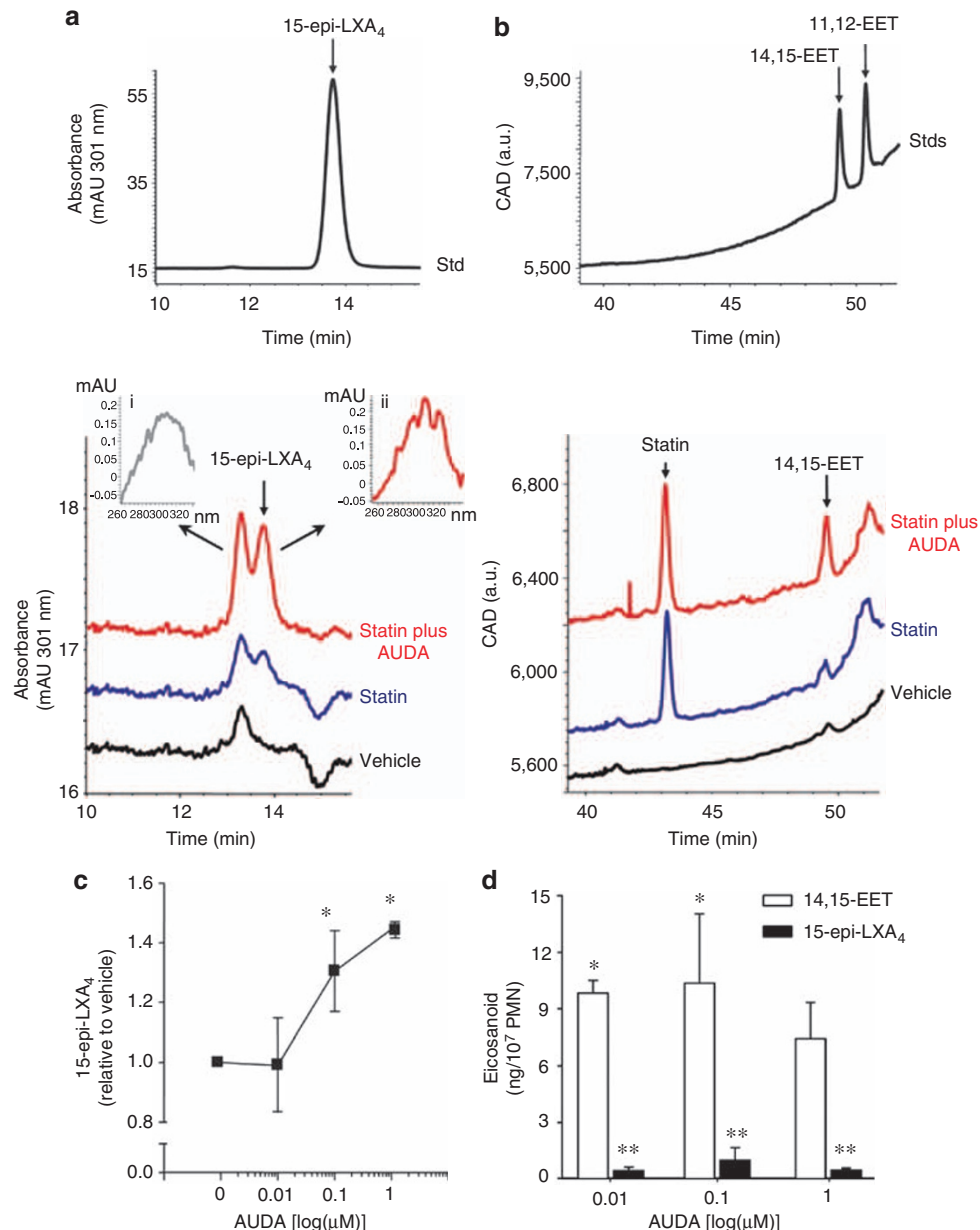 a
15-epi-LXA4
Absorbance
(mAU 301 nm)
55
35
15
Std
10 12 14
Time (min)
b
11,12-EET
14,15-EET
CAD (a.u.)
9,500
7,500
5,500
Stds
40 45 50
Time (min)
mAU
i
0.2
0.15
0.1
0.05
0
−0.05
260 280 300 320 nm
ii
0.2
0.15
0.1
0.05
0
−0.05
260 280 300 320 nm
15-epi-LXA4
Absorbance
(mAU 301 nm)
18
17
16
Statin plus
AUDA
Statin
Vehicle
10 12 14
Time (min)
Statin
14,15-EET
CAD (a.u.)
6,800
6,400
6,000
5,600
Statin plus
AUDA
Statin
Vehicle
40 45 50
Time (min)
c
15-epi-LXA4
(relative to vehicle)
1.6
1.4
1.2
1.0
0.8
0.0
* *
0 0.01 0.1 1
AUDA [log(μM)]
d
Eicosanoid
(ng/10^7 PMN)
15
12
9
6
3
0
14,15-EET
15-epi-LXA4
* *
** ** **
0.01 0.1 1
AUDA [log(μM)]